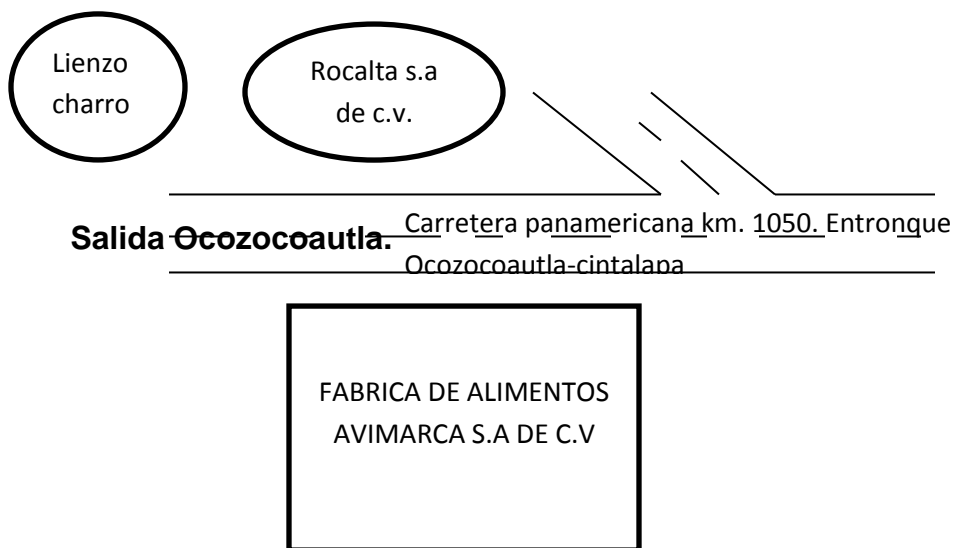 Lienzo
charro
Rocalta s.a
de c.v.
Salida Ocozocoautla.
Carretera panamericana km. 1050. Entronque
Ocozocoautla-cintalapa
FABRICA DE ALIMENTOS
AVIMARCA S.A DE C.V